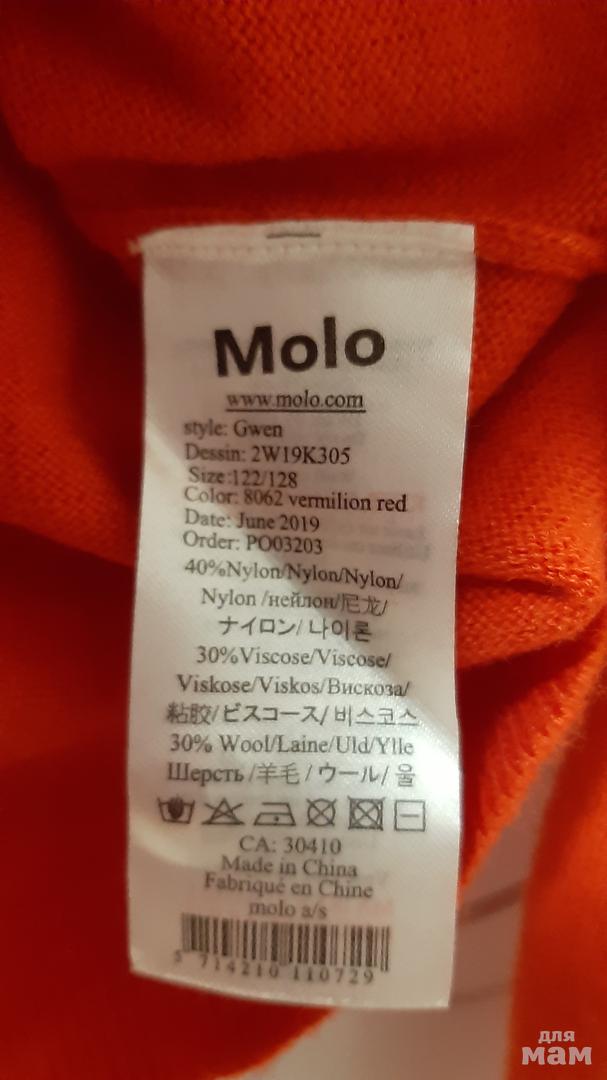 Molo
www.molo.com
style: Gwen
Dessin: 2W19K305
Size:122/128
Color: 8062 vermilion red
Date: June 2019
Order: PO03203
40%Nylon/Nylon/Nylon/
Nylon /нейлон/尼龙/
ナイロン/ 나이론
30%Viscose/Viscose/
Viskose/Viskos/Вискоза/
粘胶/ビスコース/ 비스코스
30% Wool/Laine/Uld/Ylle
Шерсть /羊毛 / ウール/ 울
CA: 30410
Made in China
Fabriqué en Chine
molo a/s
5 714210 110729
для
мам